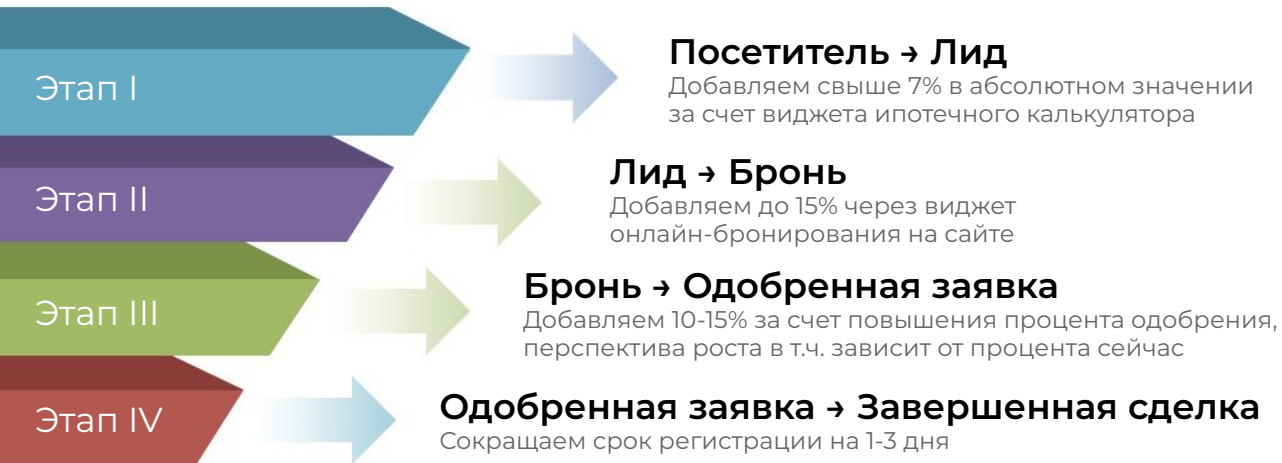 Этап I
Посетитель → Лид
Добавляем свыше 7% в абсолютном значении
за счет виджета ипотечного калькулятора
Этап II
Лид → Бронь
Добавляем до 15% через виджет
онлайн-бронирования на сайте
Этап III
Бронь → Одобренная заявка
Добавляем 10-15% за счет повышения процента одобрения,
перспектива роста в т.ч. зависит от процента сейчас
Этап IV
Одобренная заявка → Завершенная сделка
Сокращаем срок регистрации на 1-3 дня